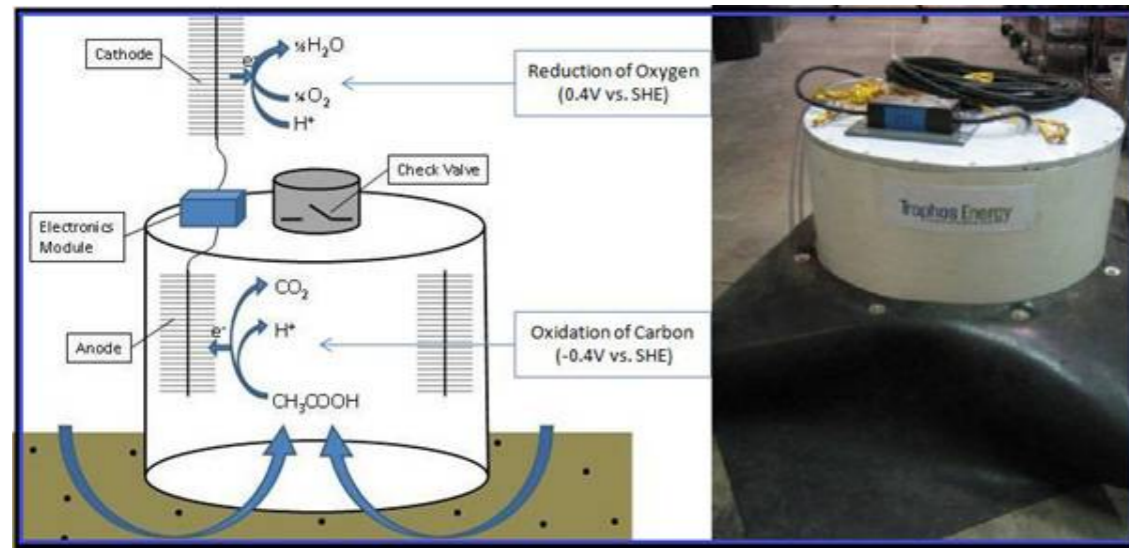 Cathode
e⁻
½H₂O
¼O₂
H⁺
Reduction of Oxygen
(0.4V vs. SHE)
Check Valve
Electronics
Module
Anode
e⁻
CO₂
H⁺
CH₃COOH
Oxidation of Carbon
(-0.4V vs. SHE)
Trophos Energy